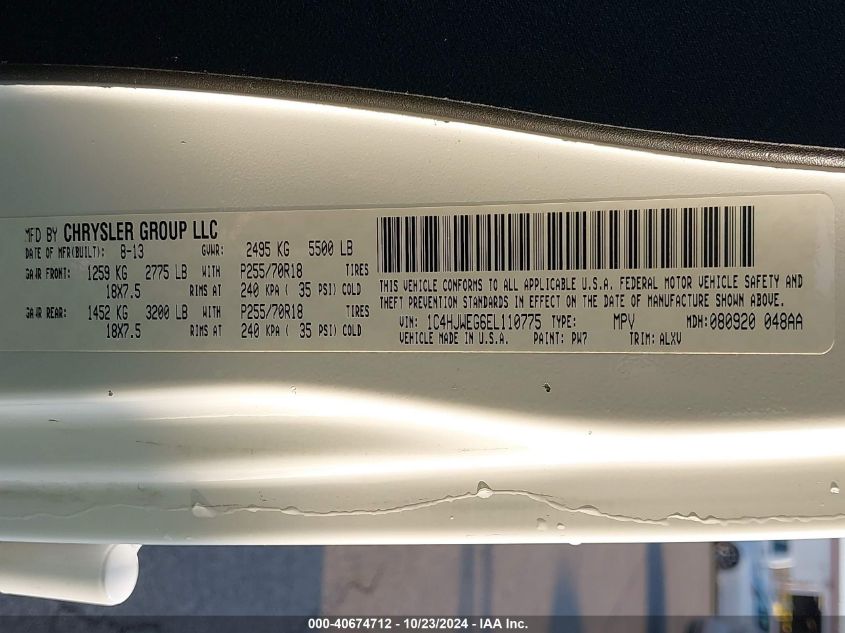 MFD BY CHRYSLER GROUP LLC
DATE OF MFR(BUILT): 8-13 GVWR: 2495 KG 5500 LB
GAWR FRONT: 1259 KG 2775 LB WITH P255/70R18 TIRES
18X7.5 RIMS AT 240 KPA ( 35 PSI) COLD
GAWR REAR: 1452 KG 3200 LB WITH P255/70R18 TIRES
18X7.5 RIMS AT 240 KPA ( 35 PSI) COLD
THIS VEHICLE CONFORMS TO ALL APPLICABLE U.S.A. FEDERAL MOTOR VEHICLE SAFETY AND
THEFT PREVENTION STANDARDS IN EFFECT ON THE DATE OF MANUFACTURE SHOWN ABOVE.
VIN: 1C4HJWEG6EL110775 TYPE: MPV MDH:080920 048AA
VEHICLE MADE IN U.S.A. PAINT: PW7 TRIM: ALXV
000-40674712 - 10/23/2024 - IAA Inc.